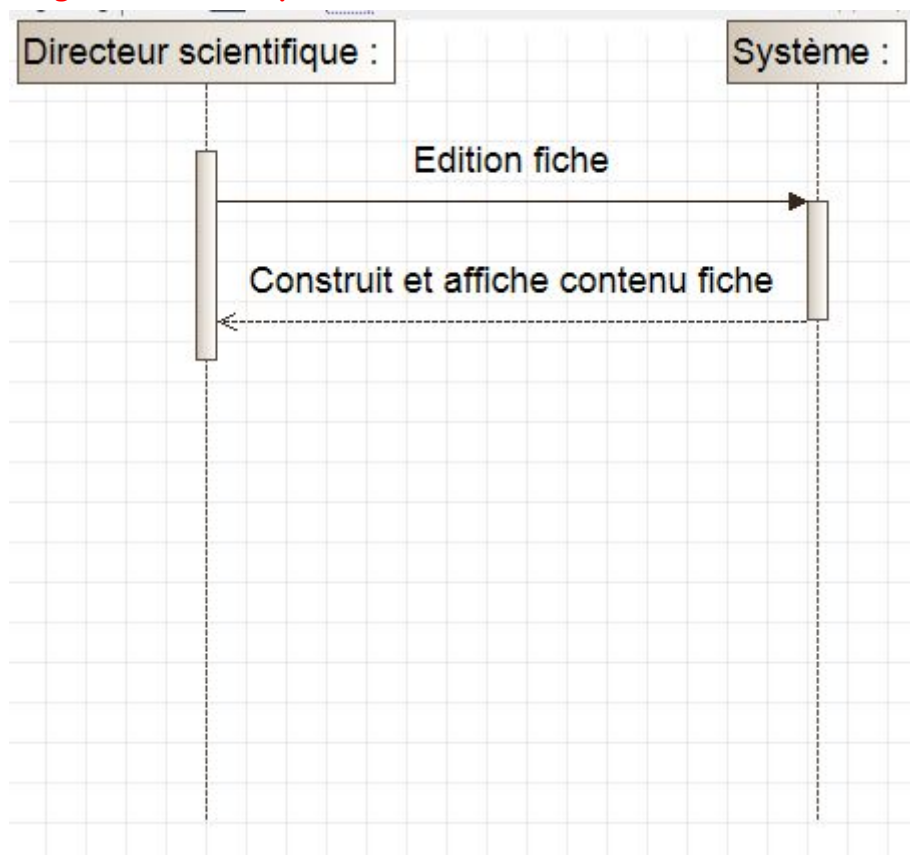 Directeur scientifique :
Système :
Edition fiche
Construit et affiche contenu fiche